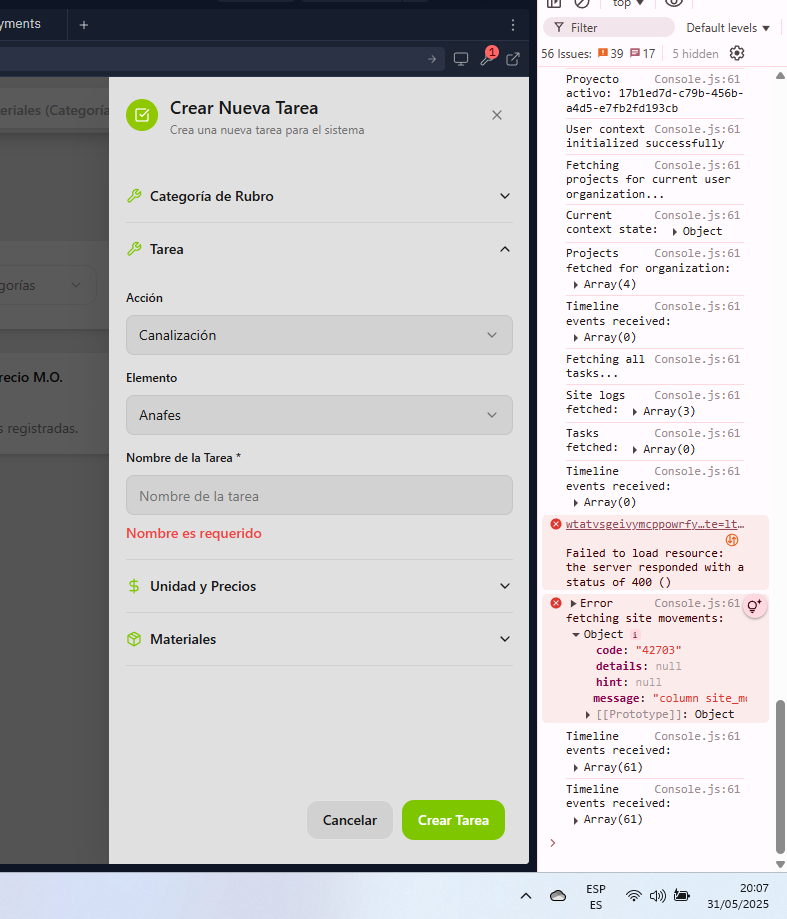 yments
top
Filter
Default levels
56 Issues: 39 17 5 hidden
1
eriales (Categoría
gorías
recio M.O.
s registradas.
Crear Nueva Tarea
Crea una nueva tarea para el sistema
Categoría de Rubro
Tarea
Acción
Canalización
Elemento
Anafes
Nombre de la Tarea *
Nombre de la tarea
Nombre es requerido
Unidad y Precios
Materiales
Cancelar
Crear Tarea
Proyecto Console.js:61
activo: 17b1ed7d-c79b-456b-
a4d5-e7fb2fd193cb
User context Console.js:61
initialized successfully
Fetching Console.js:61
projects for current user
organization...
Current Console.js:61
context state: Object
Projects Console.js:61
fetched for organization:
Array(4)
Timeline Console.js:61
events received:
Array(0)
Fetching all Console.js:61
tasks...
Site logs Console.js:61
fetched: Array(3)
Tasks Console.js:61
fetched: Array(0)
Timeline Console.js:61
events received:
Array(0)
wtatvsgeivymcppowrfy…te=lt…
Failed to load resource:
the server responded with a
status of 400 ()
Error Console.js:61
fetching site movements:
Object i
code: "42703"
details: null
hint: null
message: "column site_mo
[[Prototype]]: Object
Timeline Console.js:61
events received:
Array(61)
Timeline Console.js:61
events received:
Array(61)
ESP
ES
20:07
31/05/2025